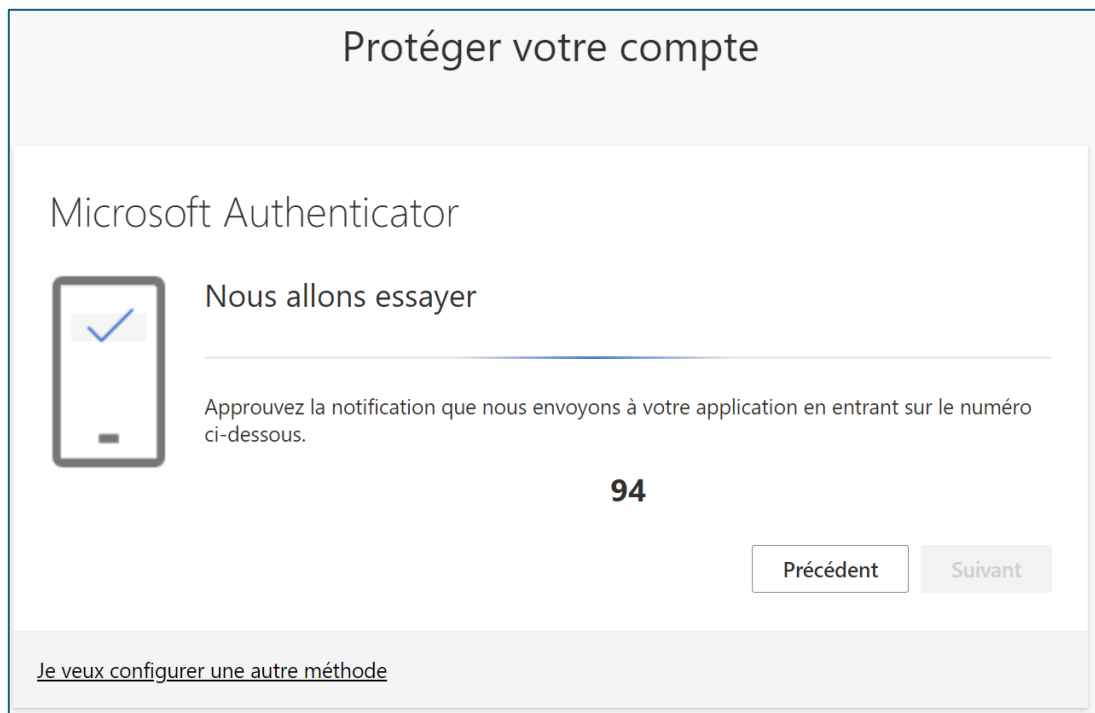 Protéger votre compte
Microsoft Authenticator
Nous allons essayer
Approuvez la notification que nous envoyons à votre application en entrant sur le numéro
ci-dessous.
94
Précédent
Suivant
Je veux configurer une autre méthode